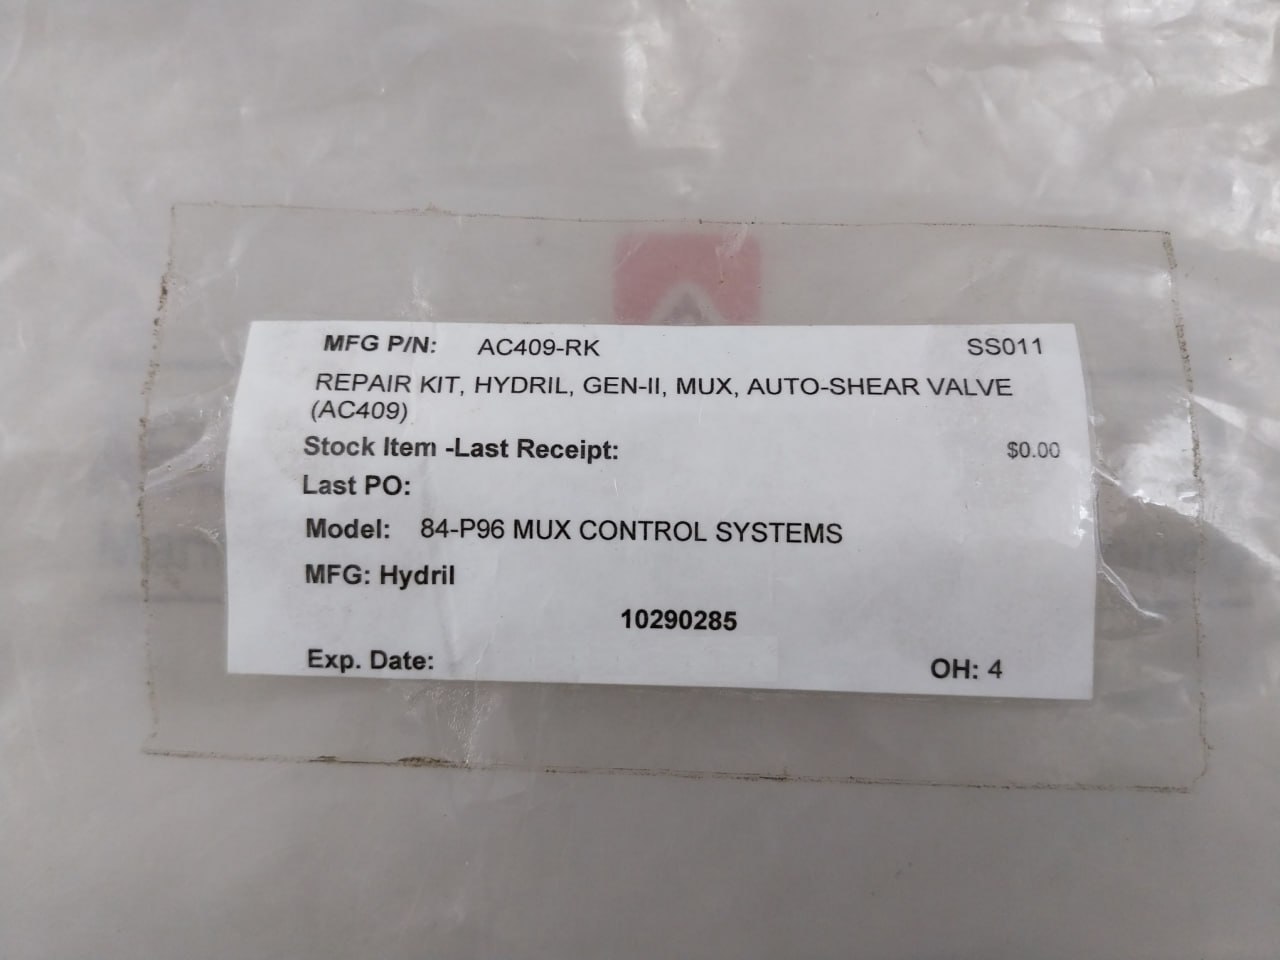 MFG P/N: AC409-RK SS011
REPAIR KIT, HYDRIL, GEN-II, MUX, AUTO-SHEAR VALVE
(AC409)
Stock Item -Last Receipt: $0.00
Last PO:
Model: 84-P96 MUX CONTROL SYSTEMS
MFG: Hydril
10290285
Exp. Date: OH: 4